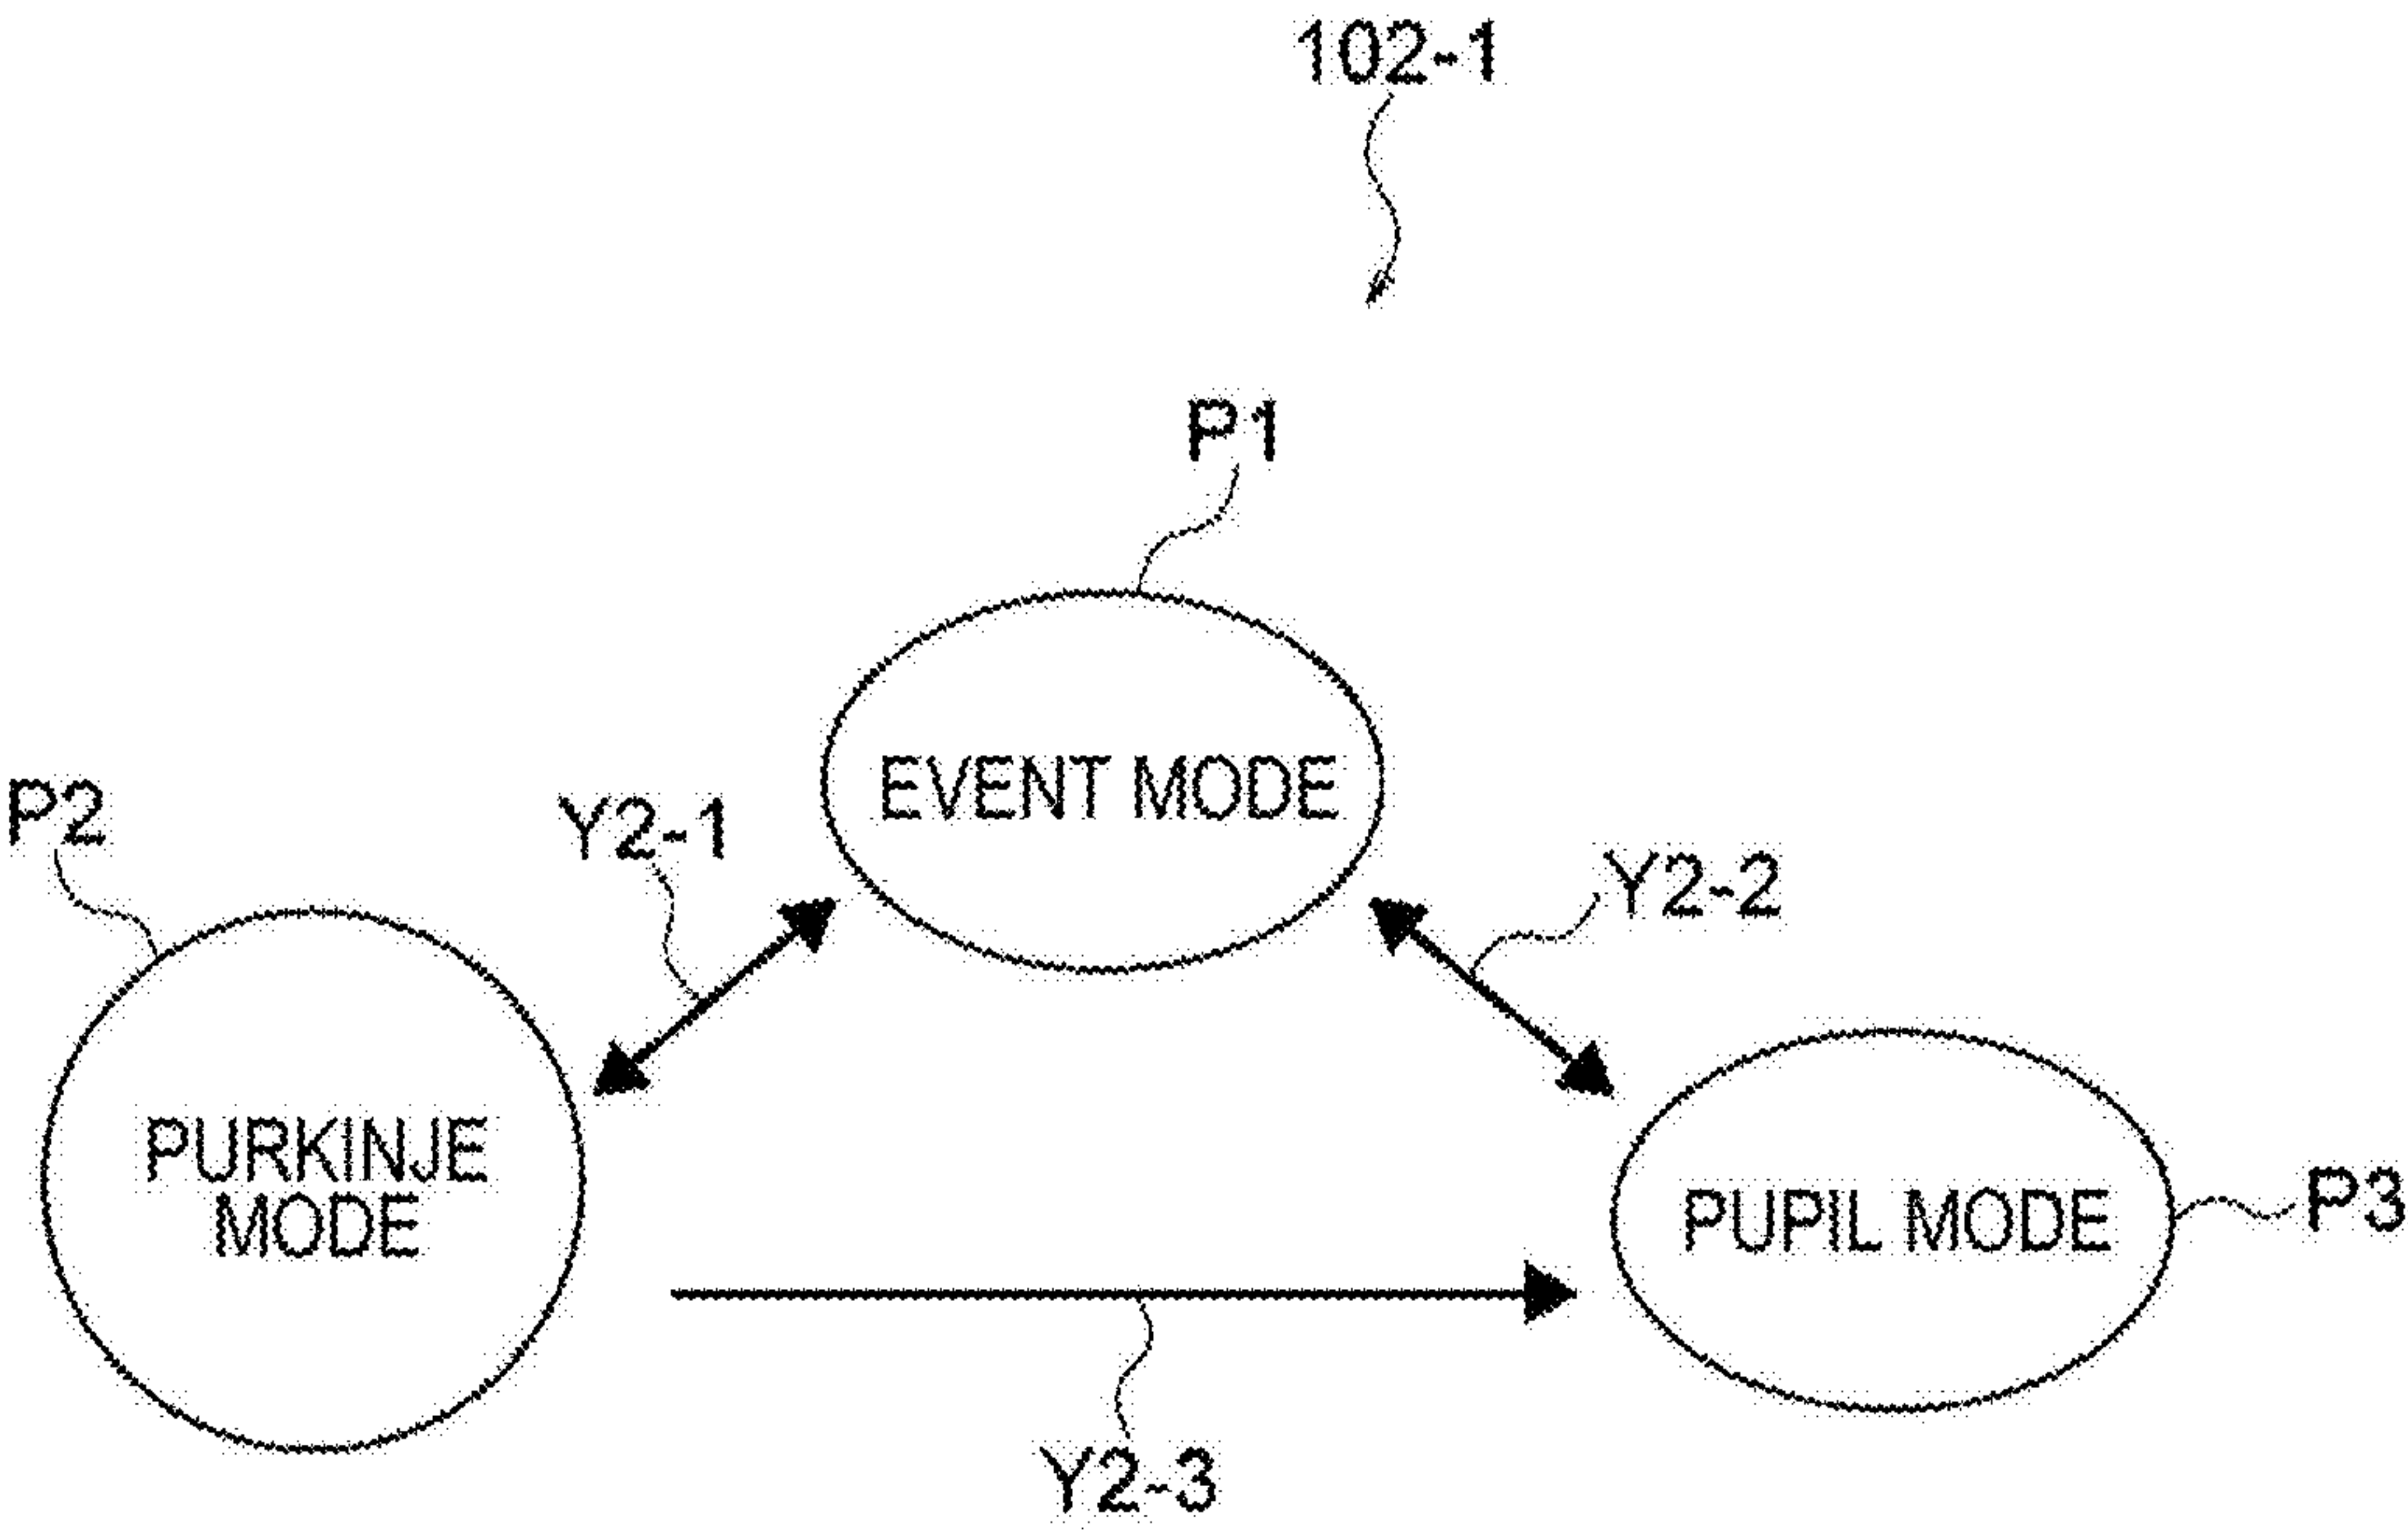 102-1
P1
EVENT MODE
P2
Y2-1
Y2-2
PURKINJE
MODE
PUPIL MODE
P3
Y2-3